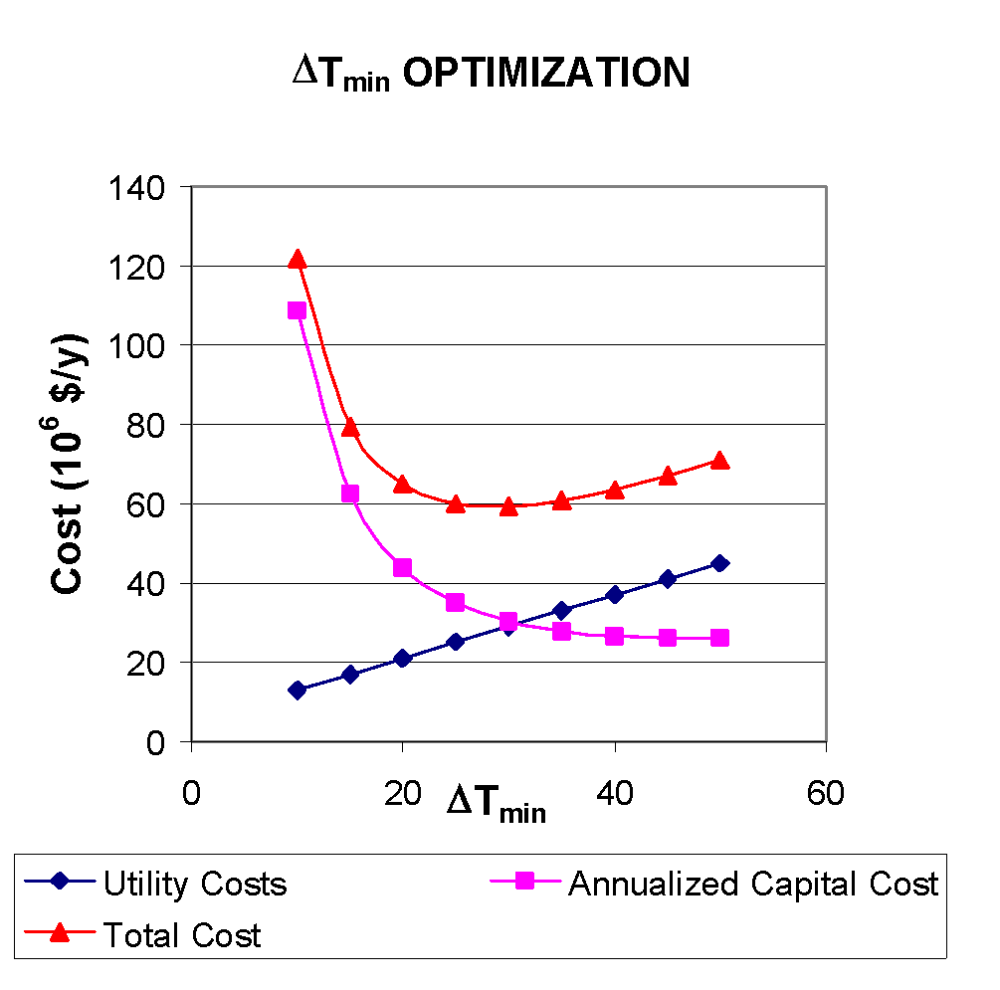 ΔTmin OPTIMIZATION
140
120
100
80
60
40
20
0
Cost (10⁶ $/y)
0 20 40 60
ΔTmin
Utility Costs
Annualized Capital Cost
Total Cost